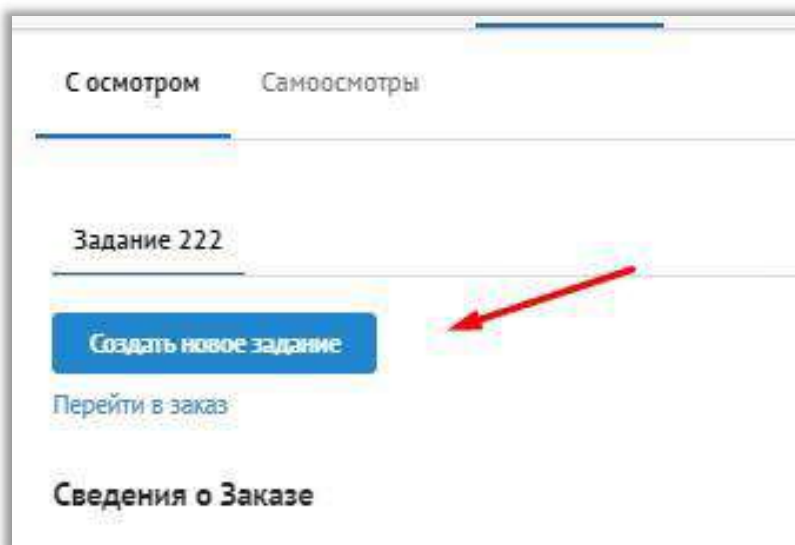 С осмотром Самоосмотры
Задание 222
Создать новое задание
Перейти в заказ
Сведения о Заказе